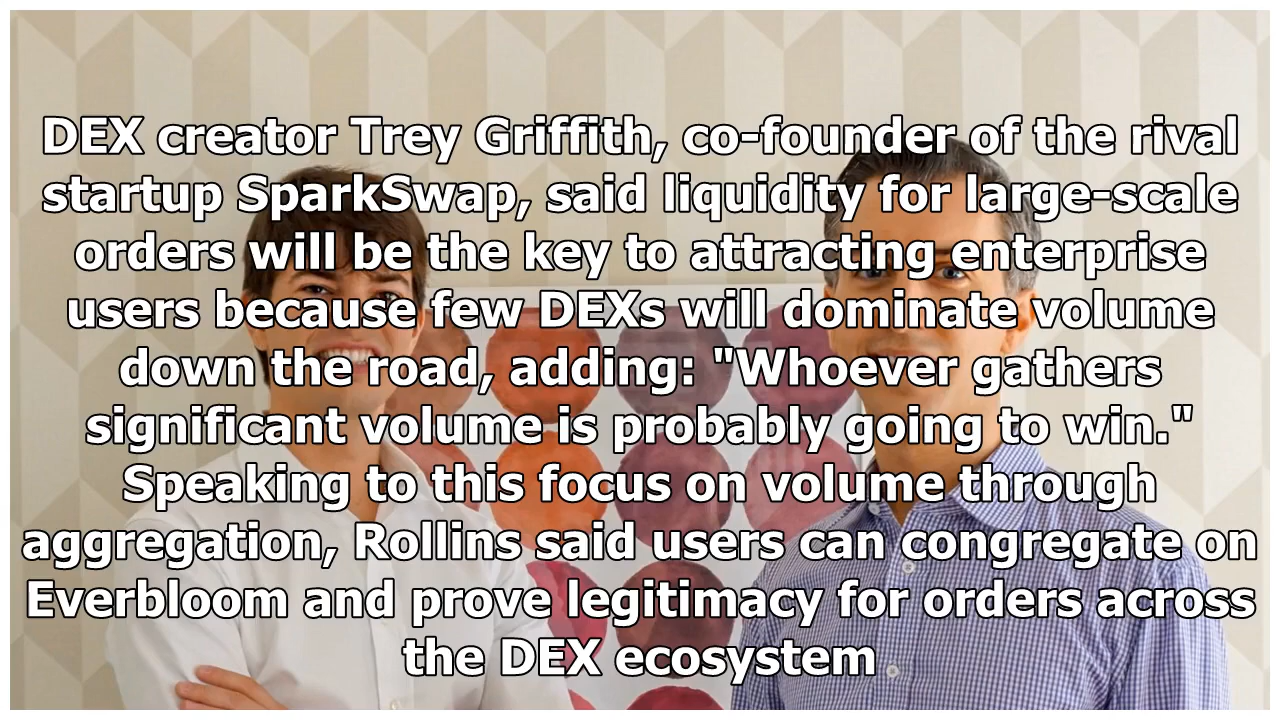 DEX creator Trey Griffith, co-founder of the rival
startup SparkSwap, said liquidity for large-scale
orders will be the key to attracting enterprise
users because few DEXs will dominate volume
down the road, adding: "Whoever gathers
significant volume is probably going to win."
Speaking to this focus on volume through
aggregation, Rollins said users can congregate on
Everbloom and prove legitimacy for orders across
the DEX ecosystem